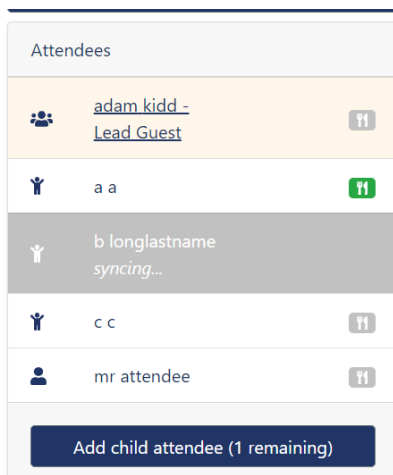 Attendees
adam kidd -
Lead Guest
a a
b longlastname
syncing...
c c
mr attendee
Add child attendee (1 remaining)